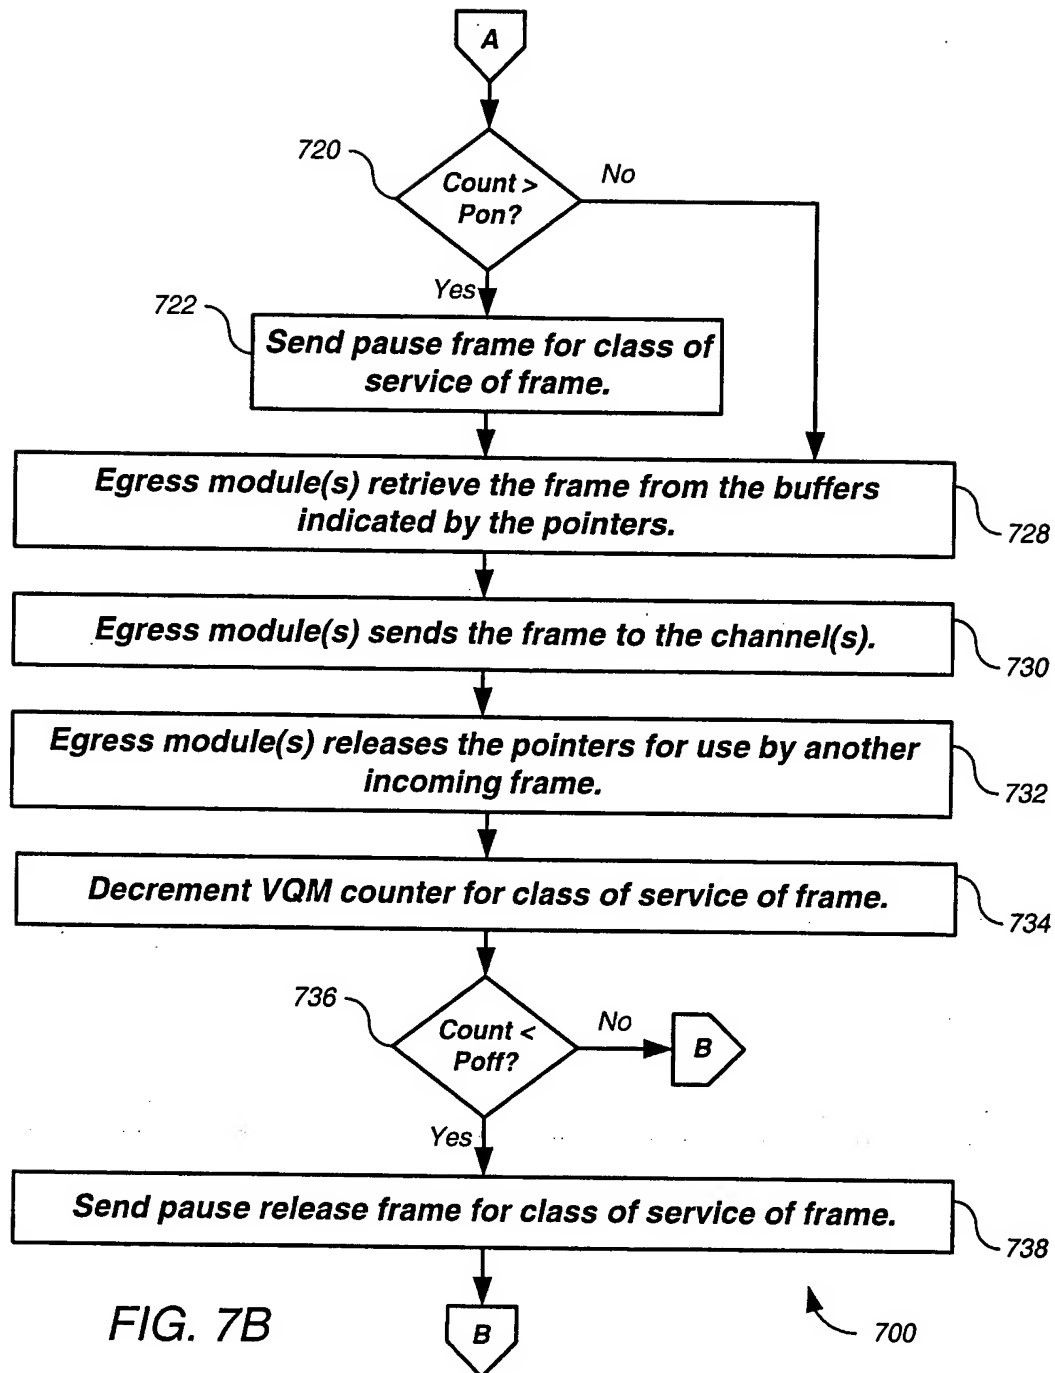 A
720
Count >
Pon?
No
Yes
722
Send pause frame for class of
service of frame.
Egress module(s) retrieve the frame from the buffers
indicated by the pointers.
728
Egress module(s) sends the frame to the channel(s).
730
Egress module(s) releases the pointers for use by another
incoming frame.
732
Decrement VQM counter for class of service of frame.
734
736
Count <
Poff?
No
B
Yes
Send pause release frame for class of service of frame.
738
FIG. 7B
B
700